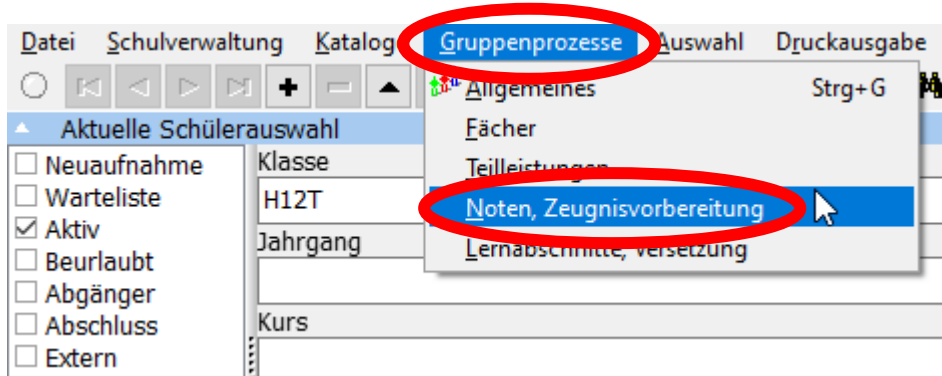 Datei Schulverwaltung Katalog Gruppenprozesse Auswahl Druckausgabe
Allgemeines Strg+G
Fächer
Teilleistungen
Noten, Zeugnisvorbereitung
Lernabschnitte, Versetzung
Aktuelle Schülerauswahl
Neuaufnahme
Warteliste
Aktiv
Beurlaubt
Abgänger
Abschluss
Extern
Klasse
H12T
Jahrgang
Kurs